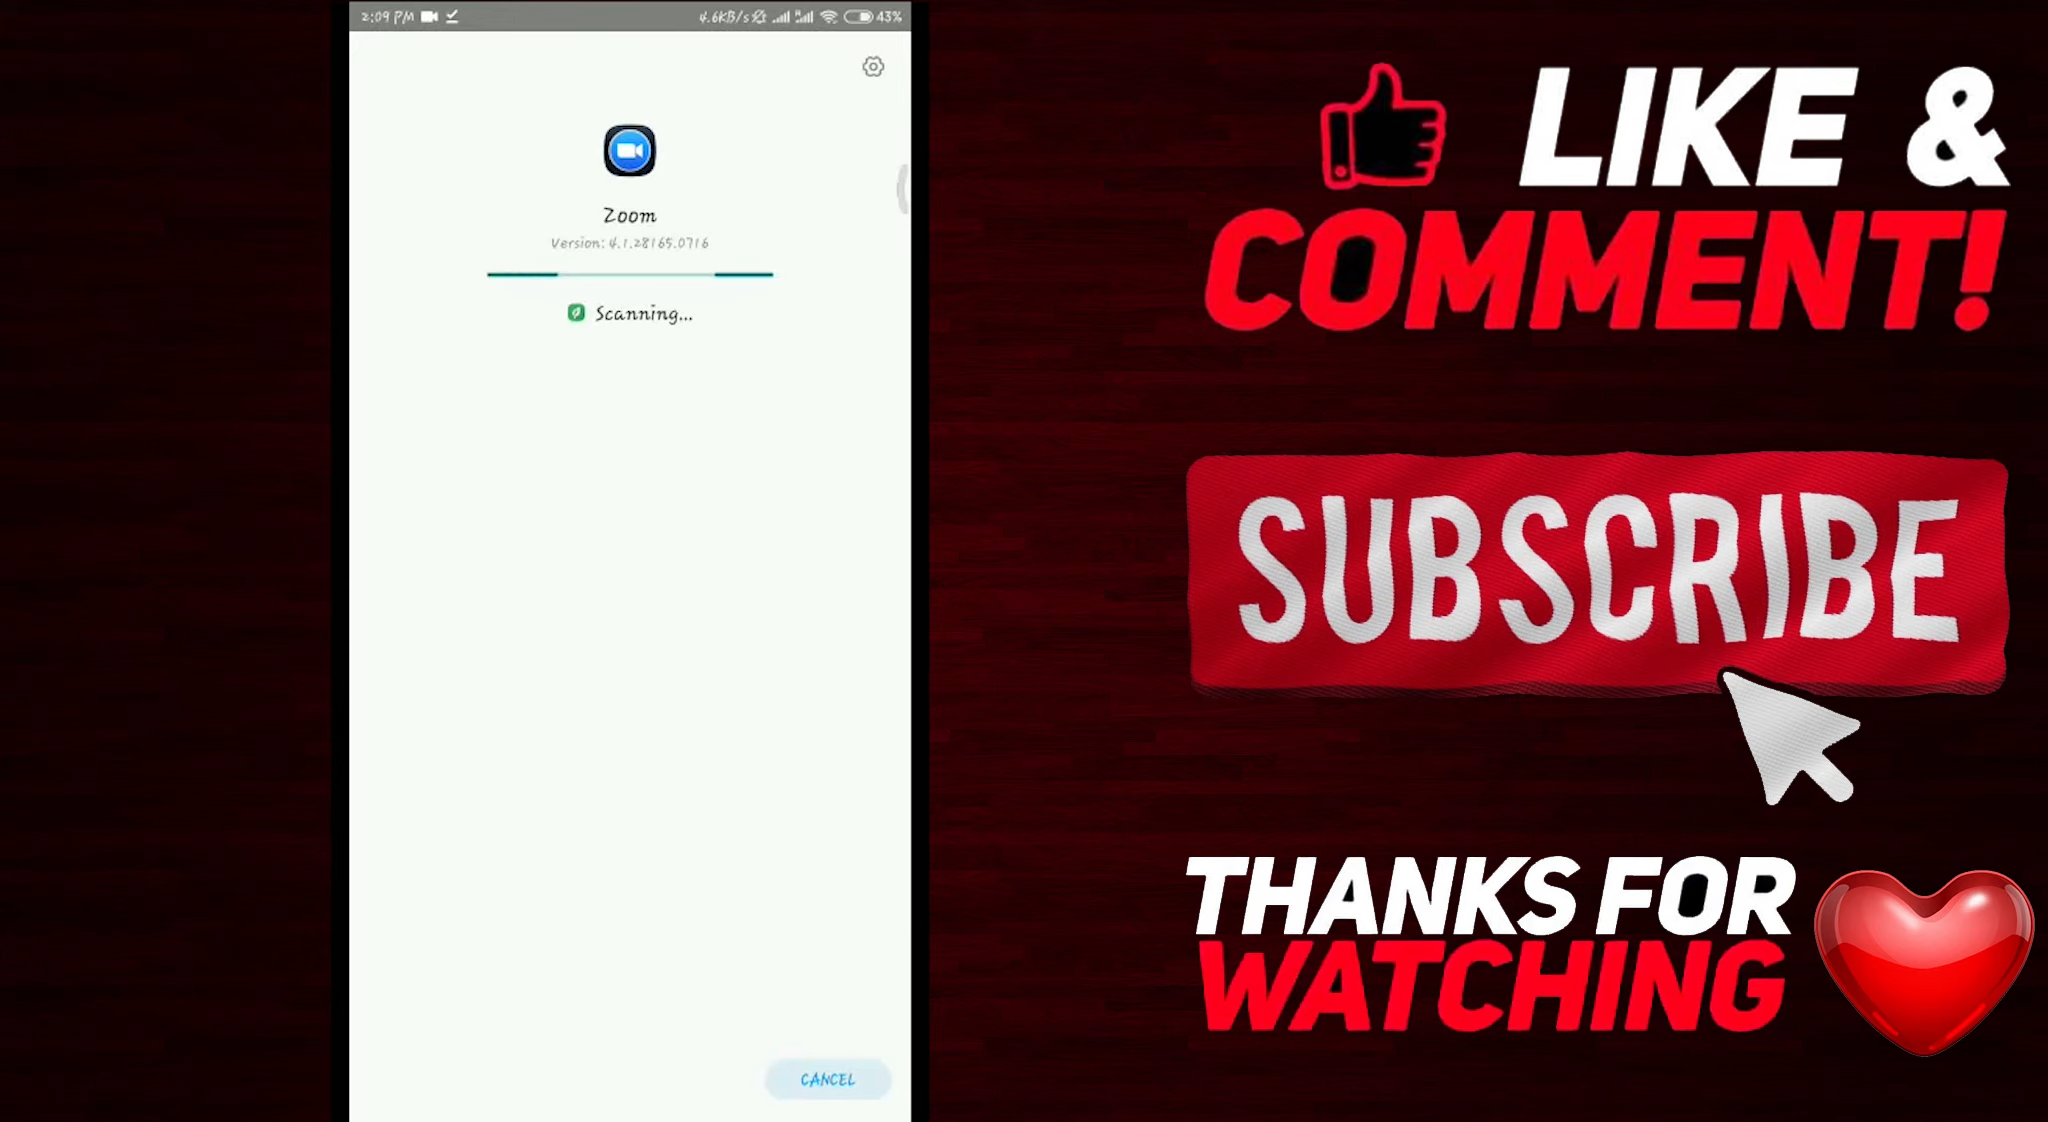 2:09 PM
4.6KB/s
43%
Zoom
Version: 4.1.28165.0716
Scanning...
CANCEL
LIKE &
COMMENT!
SUBSCRIBE
THANKS FOR
WATCHING